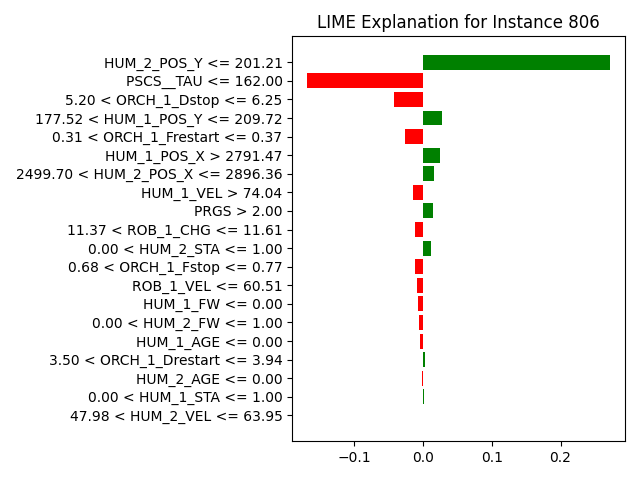 LIME Explanation for Instance 806
HUM_2_POS_Y <= 201.21
PSCS__TAU <= 162.00
5.20 < ORCH_1_Dstop <= 6.25
177.52 < HUM_1_POS_Y <= 209.72
0.31 < ORCH_1_Frestart <= 0.37
HUM_1_POS_X > 2791.47
2499.70 < HUM_2_POS_X <= 2896.36
HUM_1_VEL > 74.04
PRGS > 2.00
11.37 < ROB_1_CHG <= 11.61
0.00 < HUM_2_STA <= 1.00
0.68 < ORCH_1_Fstop <= 0.77
ROB_1_VEL <= 60.51
HUM_1_FW <= 0.00
0.00 < HUM_2_FW <= 1.00
HUM_1_AGE <= 0.00
3.50 < ORCH_1_Drestart <= 3.94
HUM_2_AGE <= 0.00
0.00 < HUM_1_STA <= 1.00
47.98 < HUM_2_VEL <= 63.95
−0.1 0.0 0.1 0.2